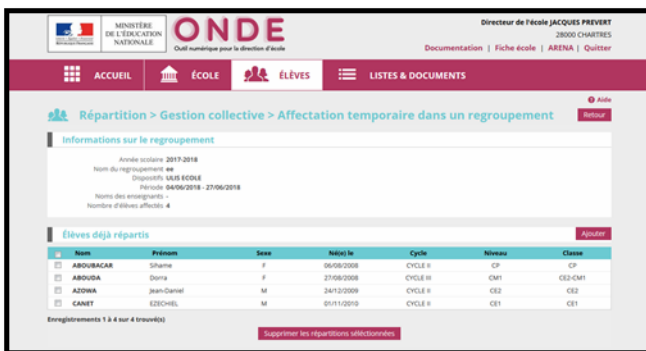 MINISTÈRE
DE L'ÉDUCATION
NATIONALE
ONDE
Outil numérique pour la direction d'école
Directeur de l'école JACQUES PREVERT
28000 CHARTRES
Documentation | Fiche école | ARENA | Quitter
ACCUEIL ÉCOLE ÉLÈVES LISTES & DOCUMENTS
Aide
Répartition > Gestion collective > Affectation temporaire dans un regroupement Retour
Informations sur le regroupement
Année scolaire 2017-2018
Nom du regroupement ee
Dispositifs ULIS ECOLE
Période 04/06/2018 - 27/06/2018
Noms des enseignants -
Nombre d'élèves affectés 4
Élèves déjà répartis Ajouter
Nom Prénom Sexe Né(e) le Cycle Niveau Classe
ABOUBACAR Sihame F 06/08/2008 CYCLE II CP CP
ABOUDA Dorra F 27/08/2008 CYCLE III CM1 CE2-CM1
AZOWA Jean-Daniel M 24/12/2009 CYCLE II CE2 CE2
CANET EZECHIEL M 01/11/2010 CYCLE II CE1 CE1
Enregistrements 1 à 4 sur 4 trouvé(s)
Supprimer les répartitions sélectionnées